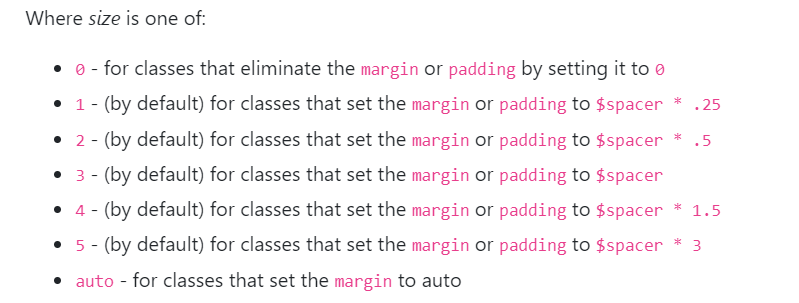 Where size is one of:
• 0 - for classes that eliminate the margin or padding by setting it to 0
• 1 - (by default) for classes that set the margin or padding to $spacer * .25
• 2 - (by default) for classes that set the margin or padding to $spacer * .5
• 3 - (by default) for classes that set the margin or padding to $spacer
• 4 - (by default) for classes that set the margin or padding to $spacer * 1.5
• 5 - (by default) for classes that set the margin or padding to $spacer * 3
• auto - for classes that set the margin to auto